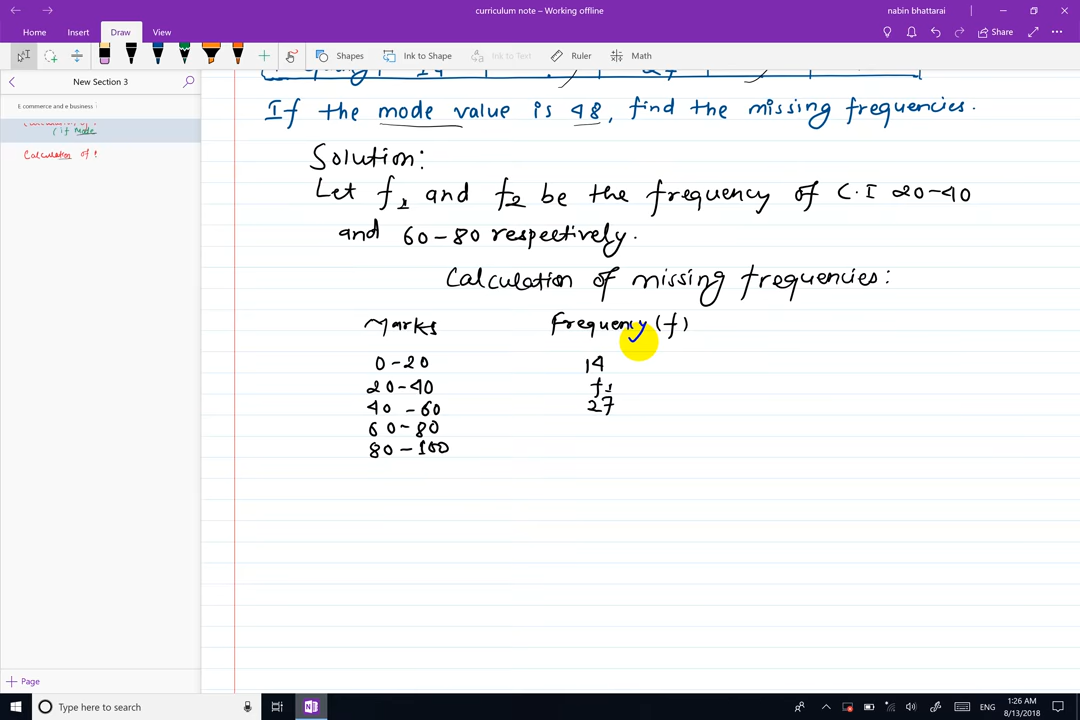 curriculum note – Working offline
nabin bhattarai
Home Insert Draw View
Share
Shapes Ink to Shape Ink to Text Ruler Math
New Section 3
E commerce and e business
(if mode
Calculation of
14 27
If the mode value is 48, find the missing frequencies.
Solution:
Let f1 and f2 be the frequency of C.I 20-40
and 60-80 respectively.
Calculation of missing frequencies:
Marks Frequency (f)
0-20 14
20-40 f1
40-60 27
60-80
80-100
Page
Type here to search
ENG
1:26 AM
8/13/2018